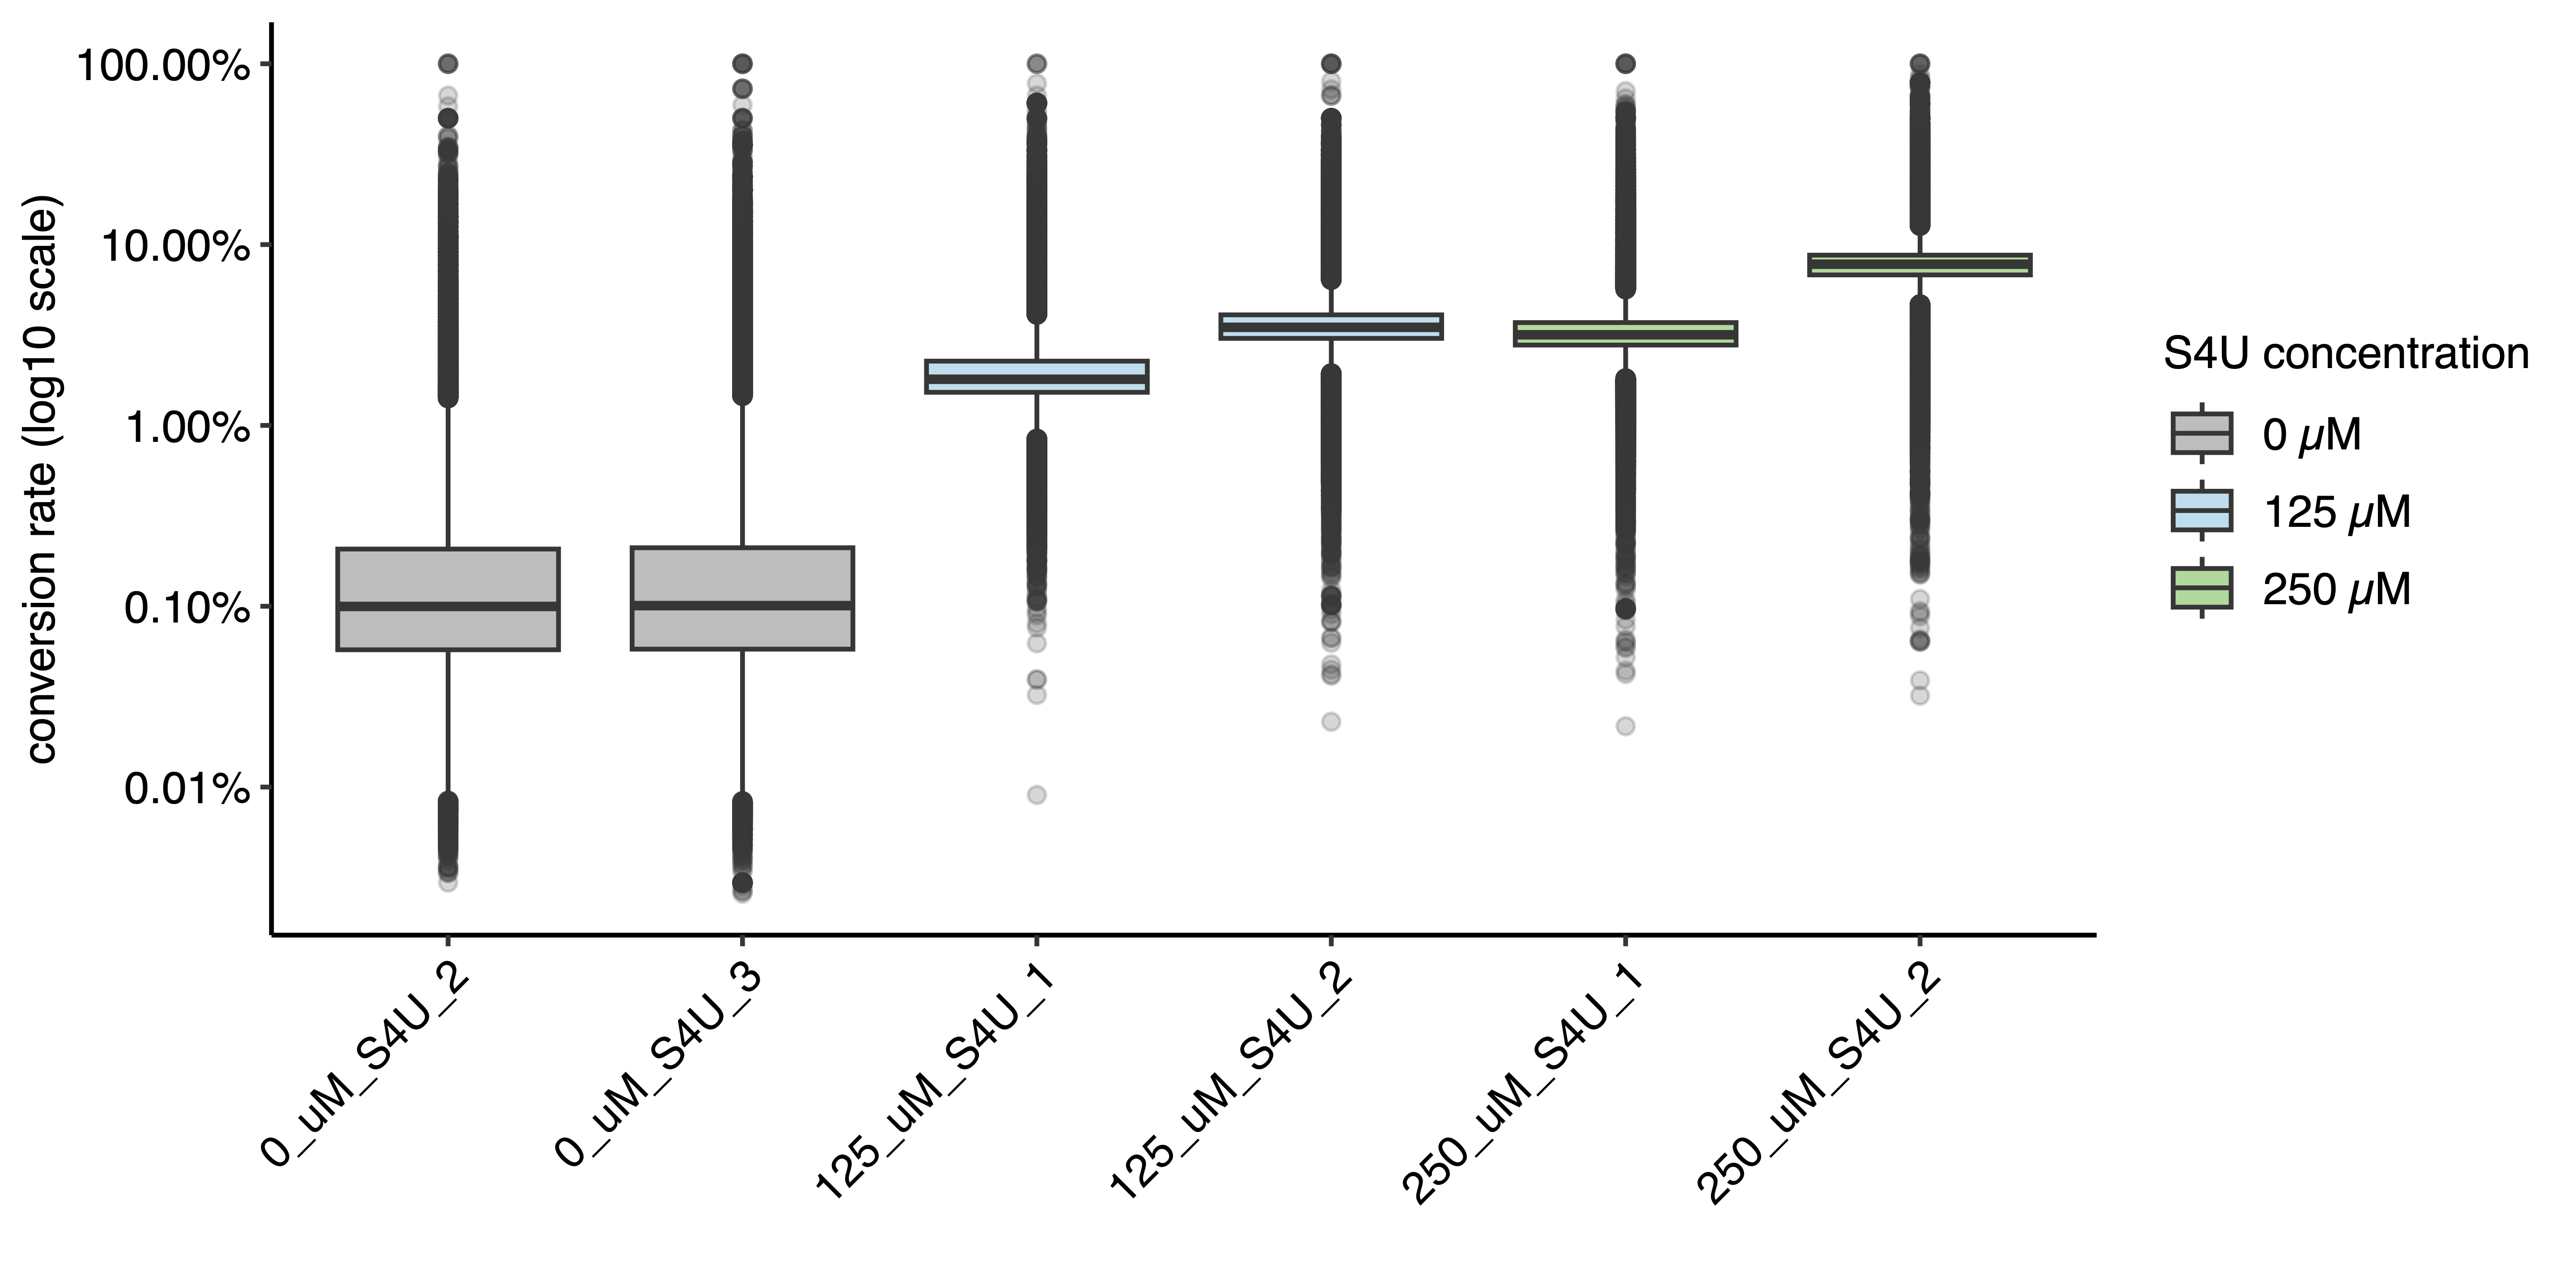 conversion rate (log10 scale)
100.00%
10.00%
1.00%
0.10%
0.01%
0_uM_S4U_2
0_uM_S4U_3
125_uM_S4U_1
125_uM_S4U_2
250_uM_S4U_1
250_uM_S4U_2
S4U concentration
0 µM
125 µM
250 µM